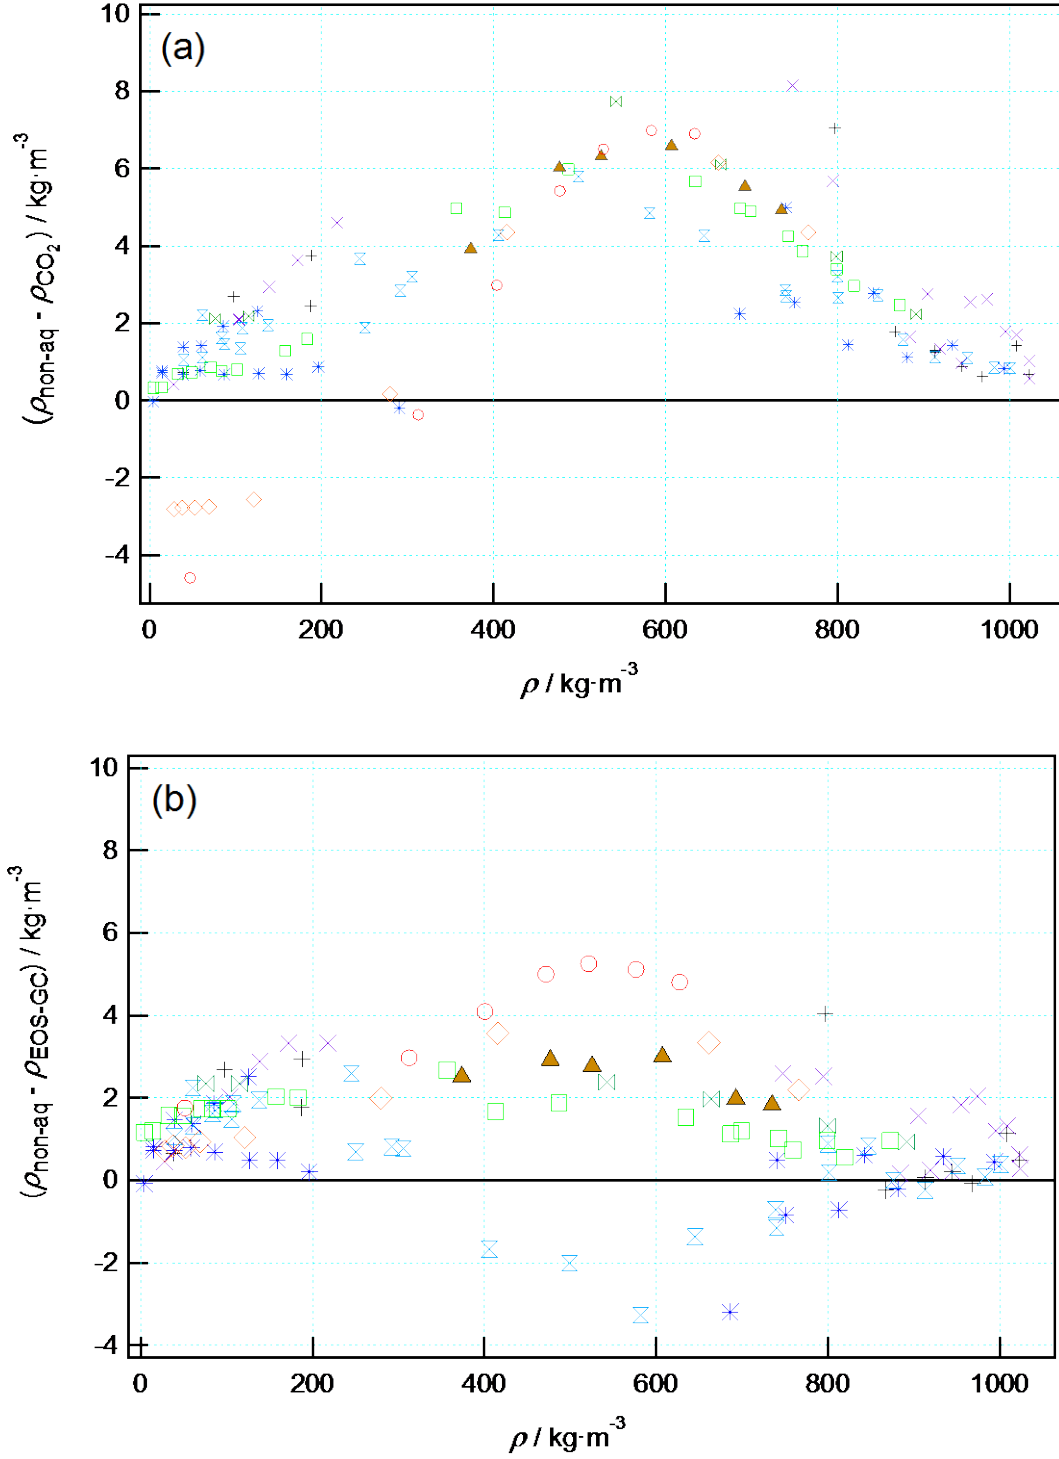 (a)
10
8
6
4
2
0
-2
-4
(ρnon-aq - ρCO2) / kg·m-3
0 200 400 600 800 1000
ρ / kg·m-3
(b)
10
8
6
4
2
0
-2
-4
(ρnon-aq - ρEOS-GC) / kg·m-3
0 200 400 600 800 1000
ρ / kg·m-3